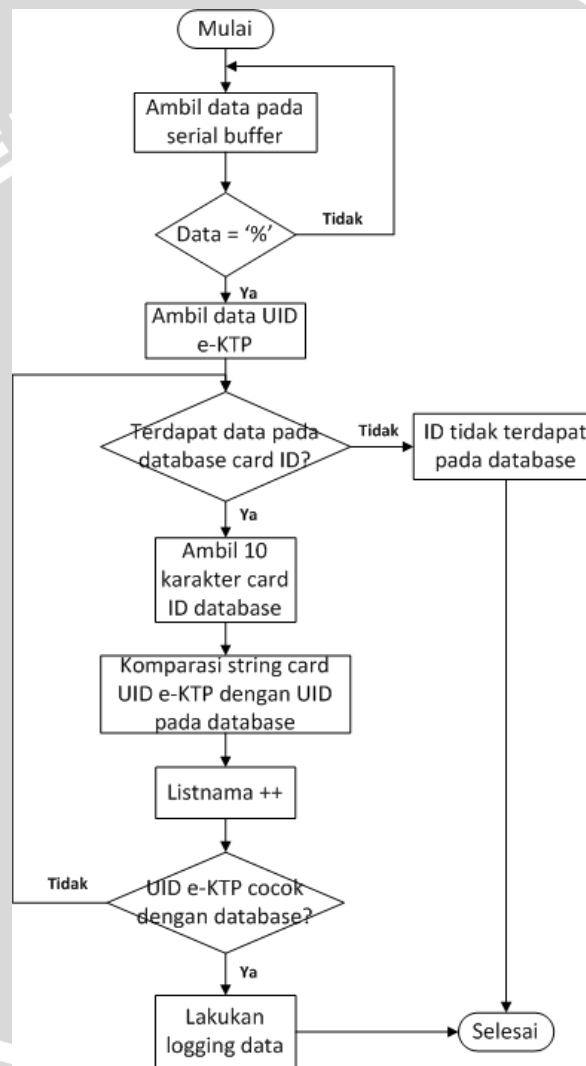 Mulai
Ambil data pada
serial buffer
Data = ‘%’
Tidak
Ya
Ambil data UID
e-KTP
Terdapat data pada
database card ID?
Tidak
ID tidak terdapat
pada database
Ya
Ambil 10
karakter card
ID database
Komparasi string card
UID e-KTP dengan UID
pada database
Listnama ++
Tidak
UID e-KTP cocok
dengan database?
Ya
Lakukan
logging data
Selesai